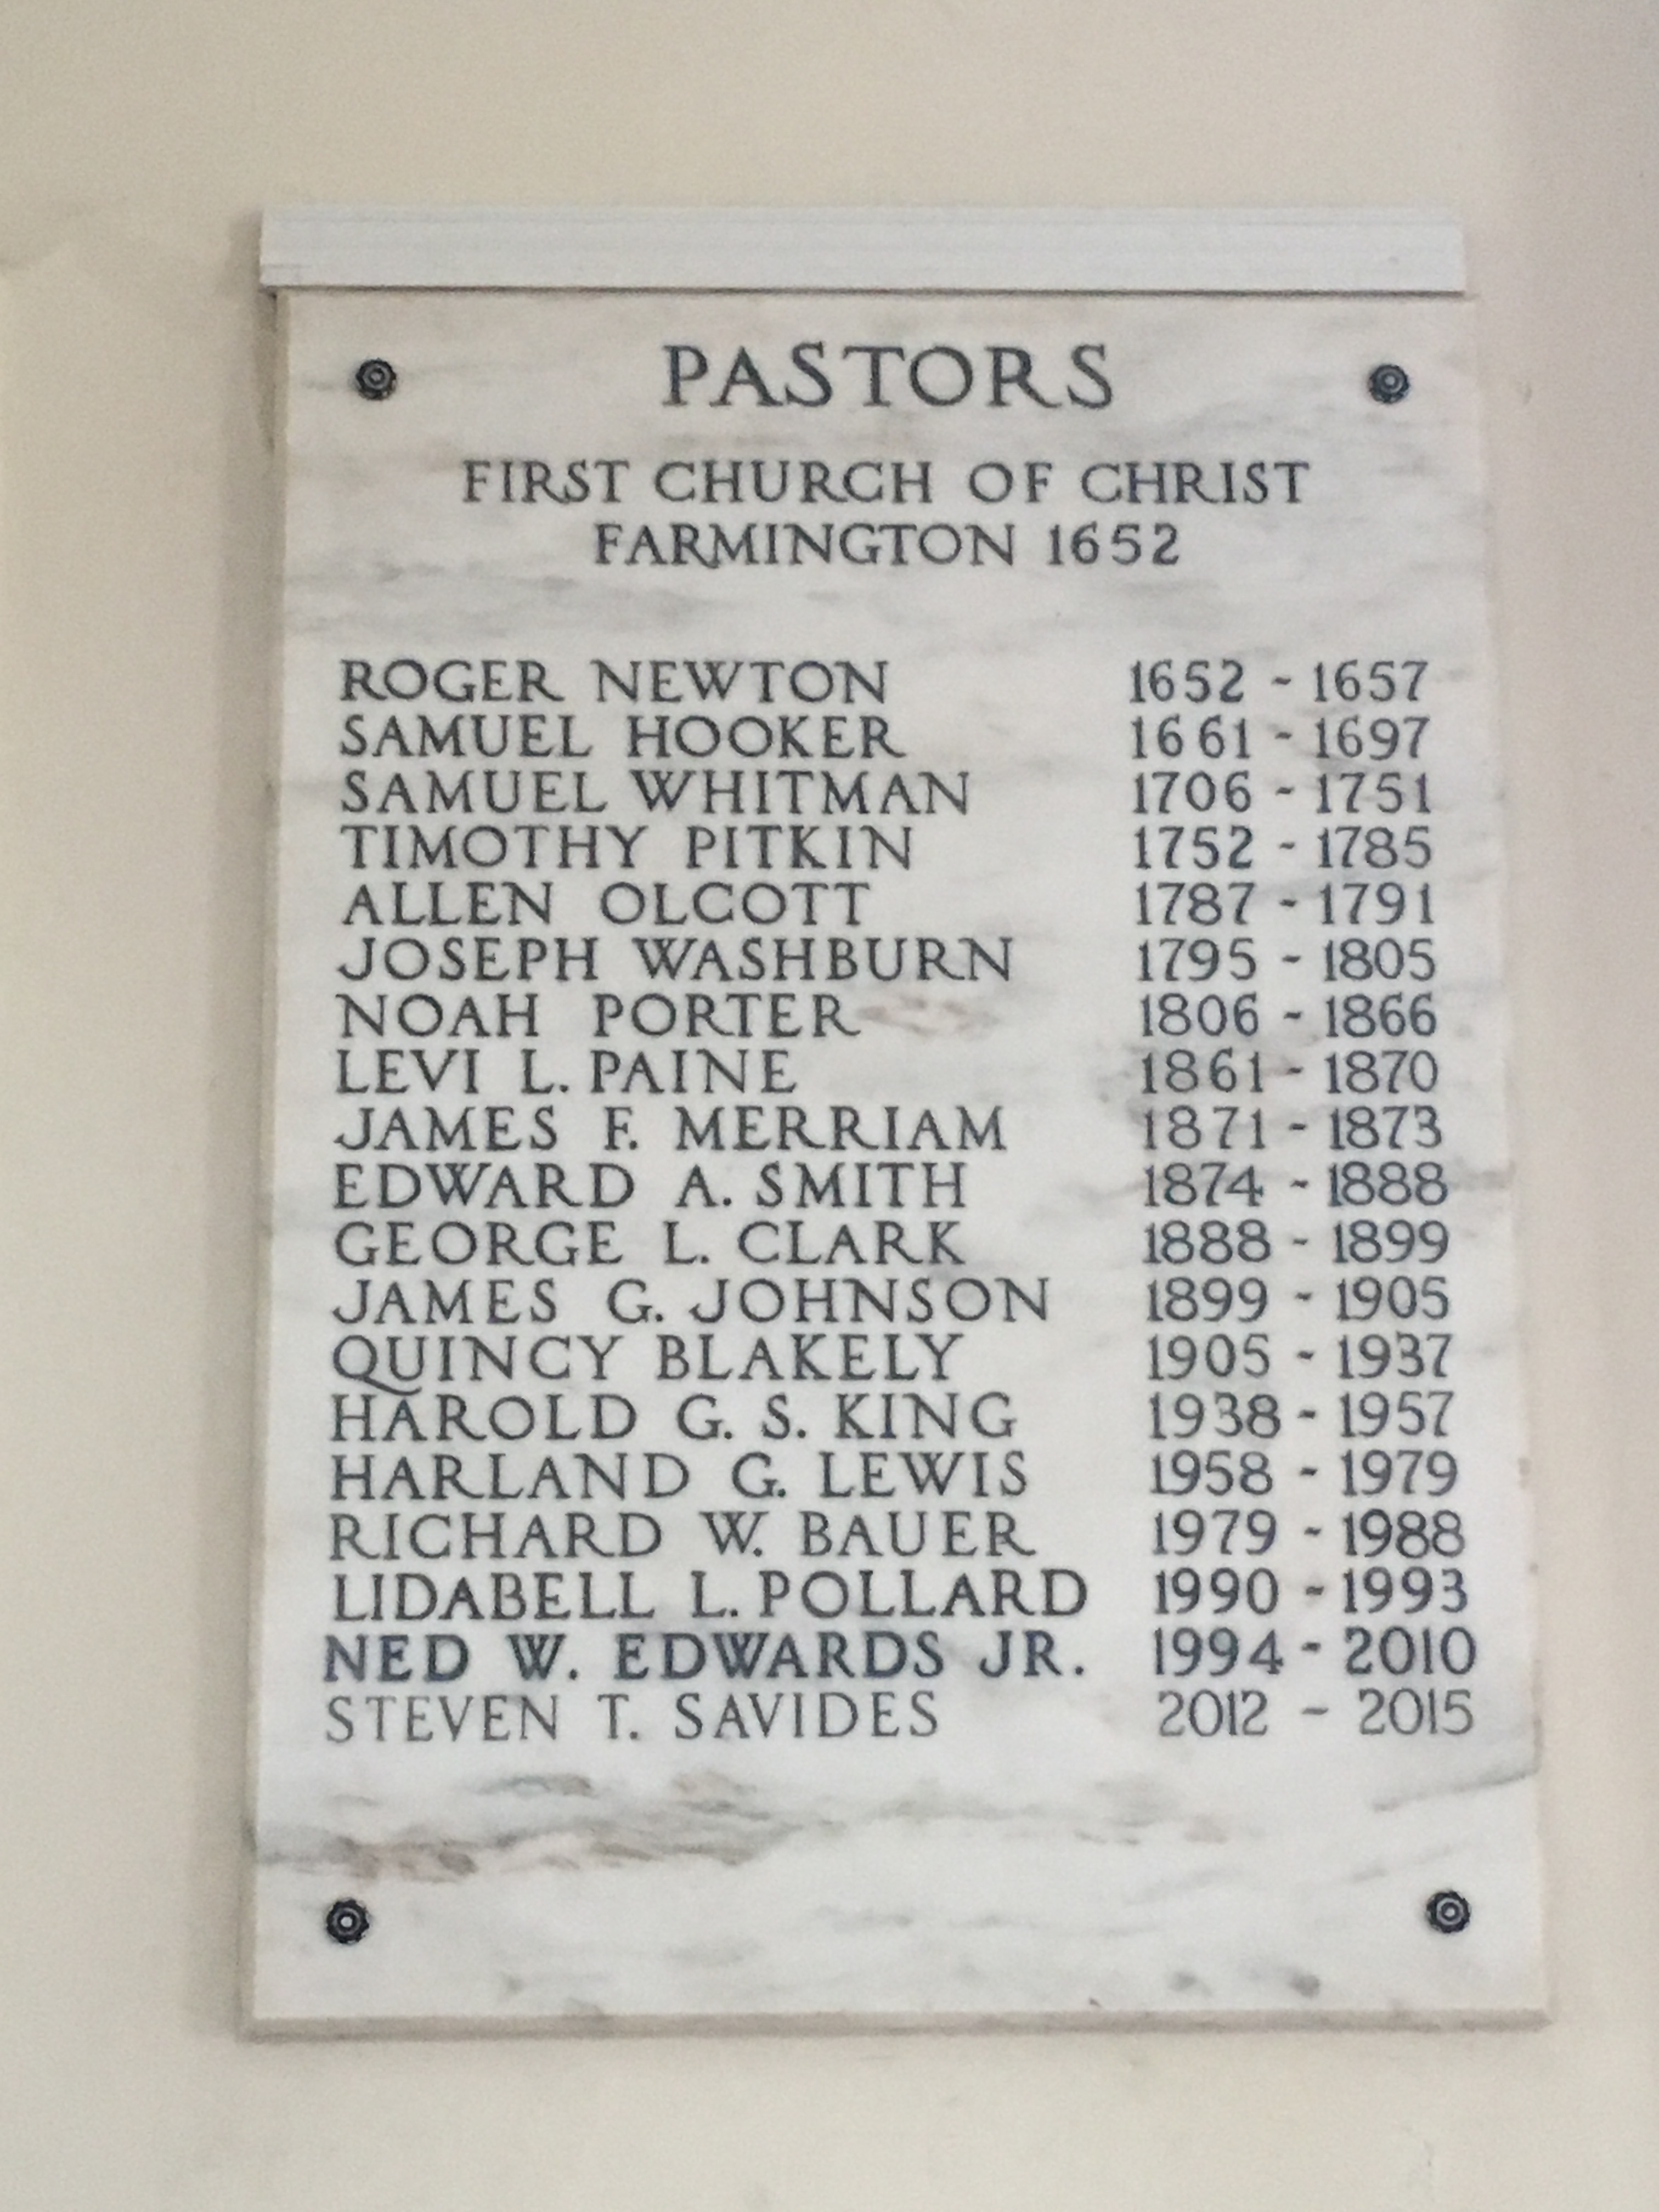 PASTORS
FIRST CHURCH OF CHRIST
FARMINGTON 1652
ROGER NEWTON 1652 - 1657
SAMUEL HOOKER 1661 - 1697
SAMUEL WHITMAN 1706 - 1751
TIMOTHY PITKIN 1752 - 1785
ALLEN OLCOTT 1787 - 1791
JOSEPH WASHBURN 1795 - 1805
NOAH PORTER 1806 - 1866
LEVI L. PAINE 1861 - 1870
JAMES F. MERRIAM 1871 - 1873
EDWARD A. SMITH 1874 - 1888
GEORGE L. CLARK 1888 - 1899
JAMES G. JOHNSON 1899 - 1905
QUINCY BLAKELY 1905 - 1937
HAROLD G. S. KING 1938 - 1957
HARLAND G. LEWIS 1958 - 1979
RICHARD W. BAUER 1979 - 1988
LIDABELL L. POLLARD 1990 - 1993
NED W. EDWARDS JR. 1994 - 2010
STEVEN T. SAVIDES 2012 - 2015